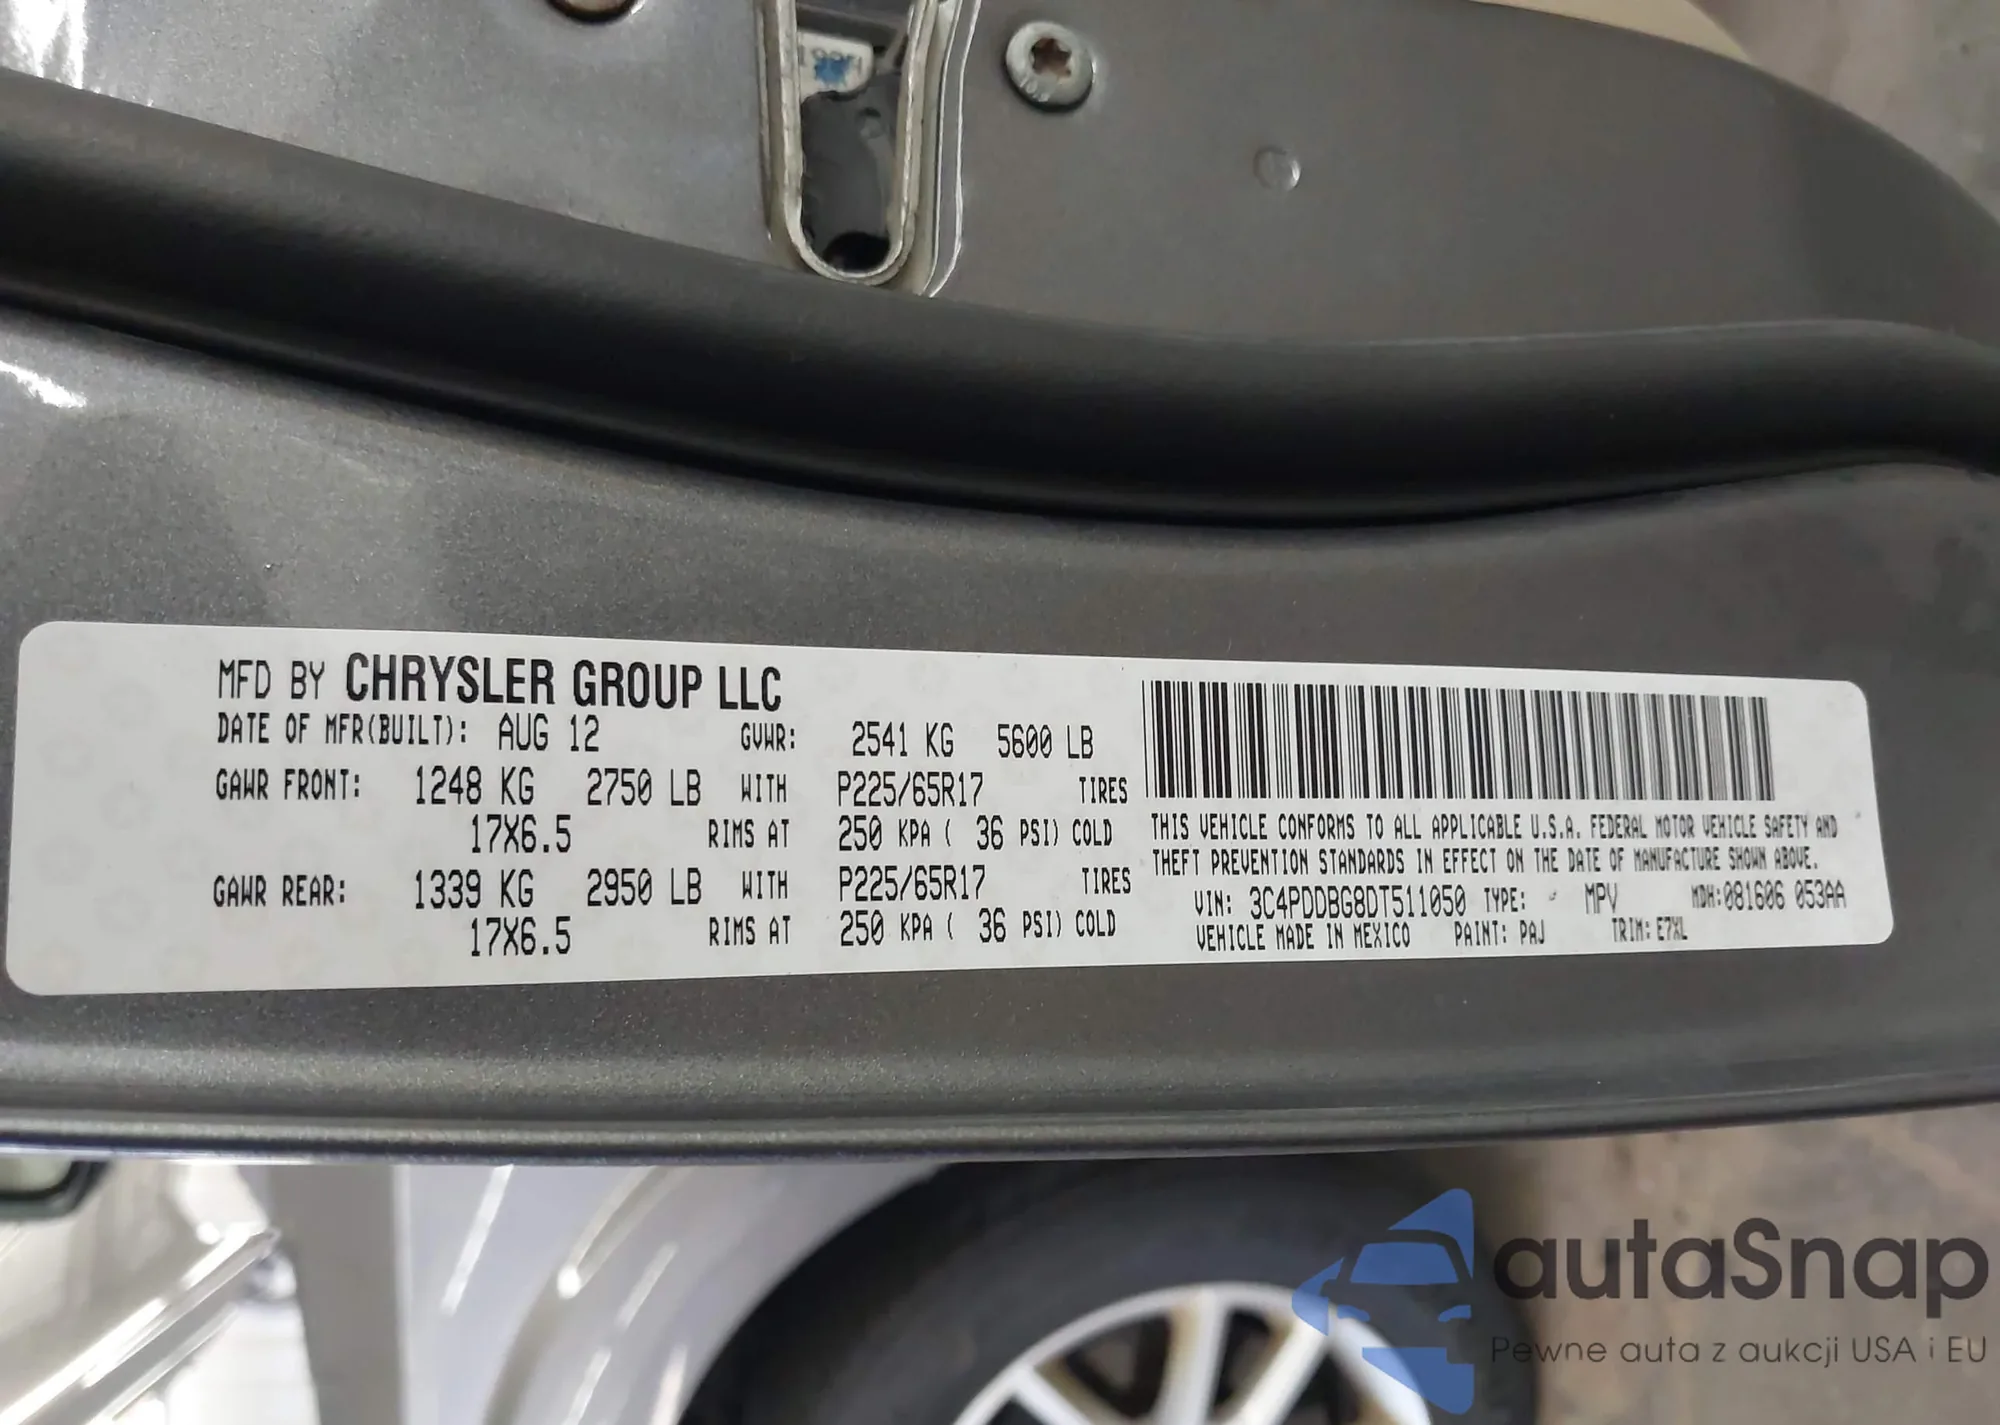 MFD BY CHRYSLER GROUP LLC
DATE OF MFR(BUILT): AUG 12 GVWR: 2541 KG 5600 LB
GAWR FRONT: 1248 KG 2750 LB WITH P225/65R17 TIRES
17X6.5 RIMS AT 250 KPA ( 36 PSI) COLD
GAWR REAR: 1339 KG 2950 LB WITH P225/65R17 TIRES
17X6.5 RIMS AT 250 KPA ( 36 PSI) COLD
THIS VEHICLE CONFORMS TO ALL APPLICABLE U.S.A. FEDERAL MOTOR VEHICLE SAFETY AND
THEFT PREVENTION STANDARDS IN EFFECT ON THE DATE OF MANUFACTURE SHOWN ABOVE.
VIN: 3C4PDDBG8DT511050 TYPE: MPV MDH:081606 053AA
VEHICLE MADE IN MEXICO PAINT: PAJ TRIM: E7XL
autaSnap
Pewne auta z aukcji USA i EU